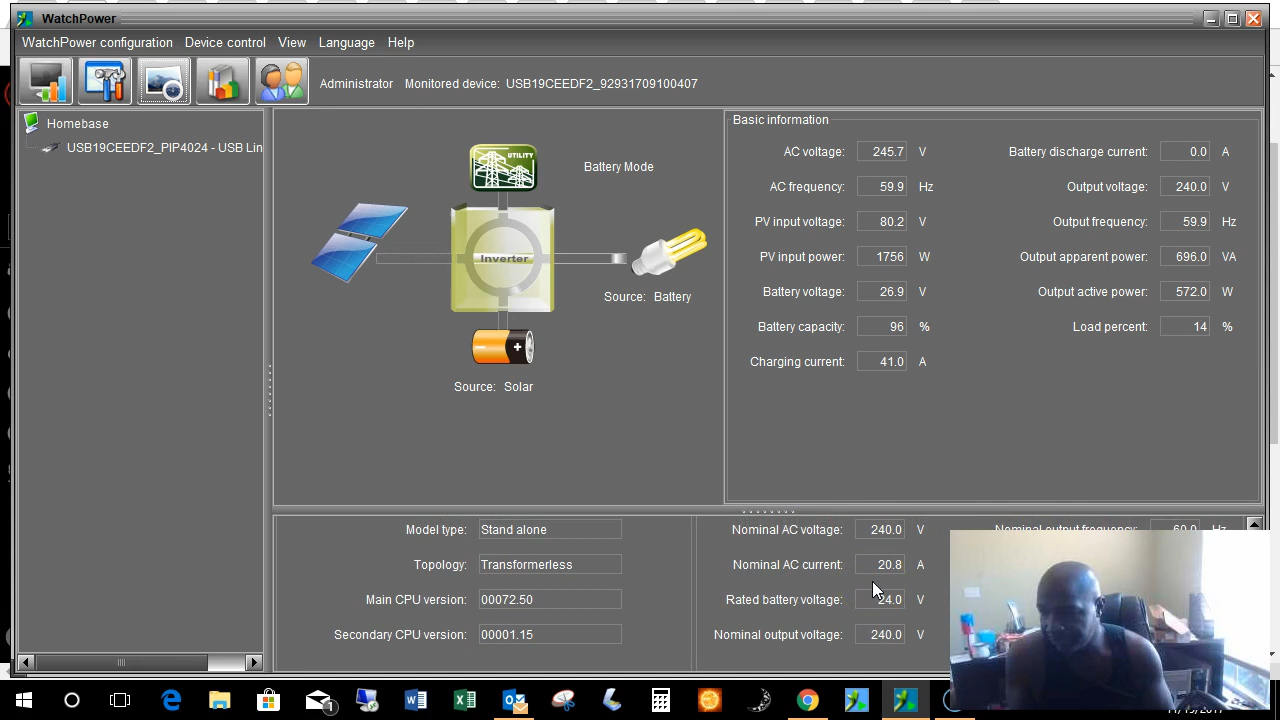 WatchPower
WatchPower configuration Device control View Language Help
Administrator Monitored device: USB19CEEDF2_92931709100407
Homebase
USB19CEEDF2_PIP4024 - USB Lin
UTILITY
Battery Mode
Inverter
Source: Battery
Source: Solar
Basic information
AC voltage: 245.7 V
Battery discharge current: 0.0 A
AC frequency: 59.9 Hz
Output voltage: 240.0 V
PV input voltage: 80.2 V
Output frequency: 59.9 Hz
PV input power: 1756 W
Output apparent power: 696.0 VA
Battery voltage: 26.9 V
Output active power: 572.0 W
Battery capacity: 96 %
Load percent: 14 %
Charging current: 41.0 A
Model type: Stand alone
Topology: Transformerless
Main CPU version: 00072.50
Secondary CPU version: 00001.15
Nominal AC voltage: 240.0 V
Nominal output frequency: 60.0 Hz
Nominal AC current: 20.8 A
Rated battery voltage: 24.0 V
Nominal output voltage: 240.0 V